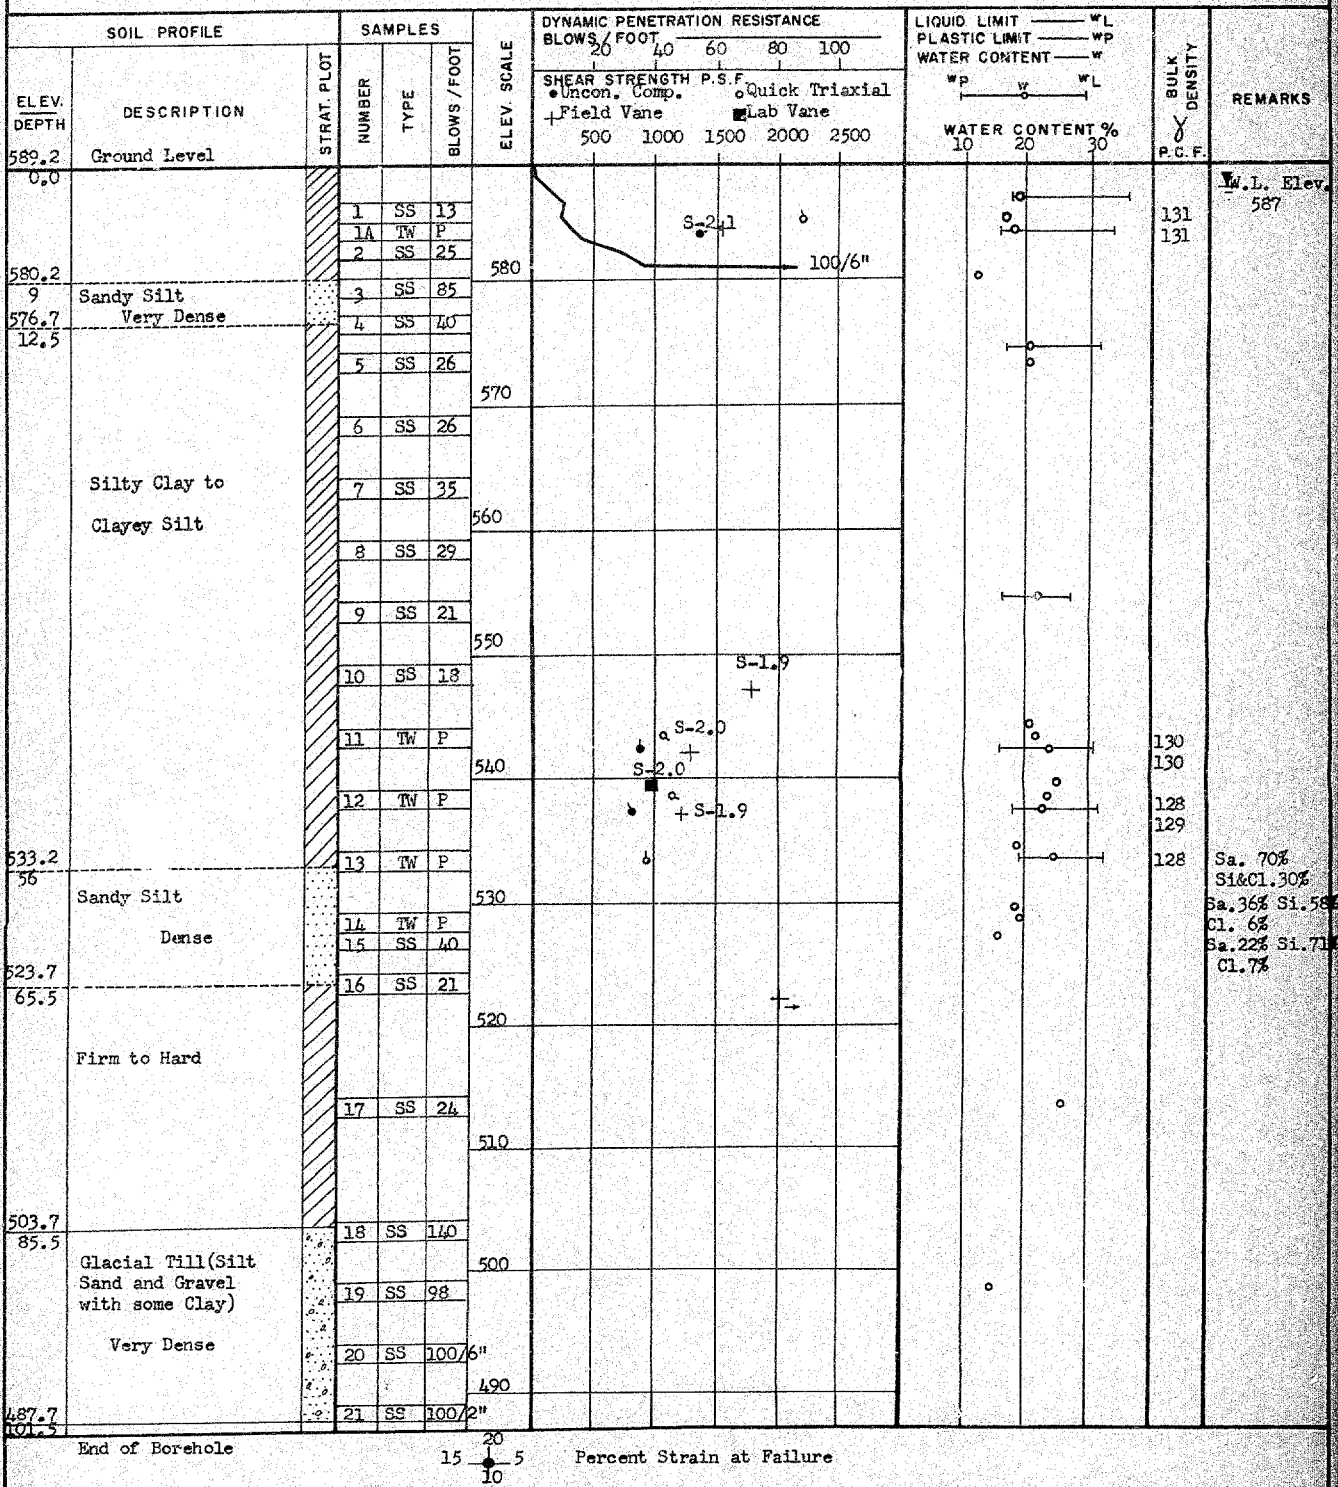 SOIL PROFILE
SAMPLES
DYNAMIC PENETRATION RESISTANCE
BLOWS / FOOT
20 40 60 80 100
LIQUID LIMIT wL
PLASTIC LIMIT wP
WATER CONTENT w
wP w wL
ELEV.
DEPTH
DESCRIPTION
STRAT. PLOT
NUMBER
TYPE
BLOWS / FOOT
ELEV. SCALE
SHEAR STRENGTH P.S.F.
Uncon. Comp. Quick Triaxial
Field Vane Lab Vane
500 1000 1500 2000 2500
WATER CONTENT %
10 20 30
BULK DENSITY
γ
P.C.F.
REMARKS
589.2 Ground Level
0.0
W.L. Elev.
587
1 SS 13
S-2.1
131
1A TW P
131
2 SS 25
580
100/6"
580.2
9 Sandy Silt
3 SS 85
576.7 Very Dense
4 SS 40
12.5
5 SS 26
570
6 SS 26
Silty Clay to
7 SS 35
Clayey Silt
560
8 SS 29
9 SS 21
550
S-1.9
10 SS 18
S-2.0
11 TW P
130
130
540
S-2.0
12 TW P
S-1.9
128
129
533.2
13 TW P
128
Sa. 70%
56
Si&Cl.30%
Sandy Silt
530
Sa.36% Si.58%
14 TW P
Cl. 6%
Dense
15 SS 40
Sa.22% Si.71%
Cl.7%
523.7
65.5
16 SS 21
520
Firm to Hard
17 SS 24
510
503.7
85.5
18 SS 140
Glacial Till(Silt
500
Sand and Gravel
19 SS 98
with some Clay)
Very Dense
20 SS 100/6"
490
487.7
21 SS 100/2"
101.5
End of Borehole
20
15 5
10
Percent Strain at Failure